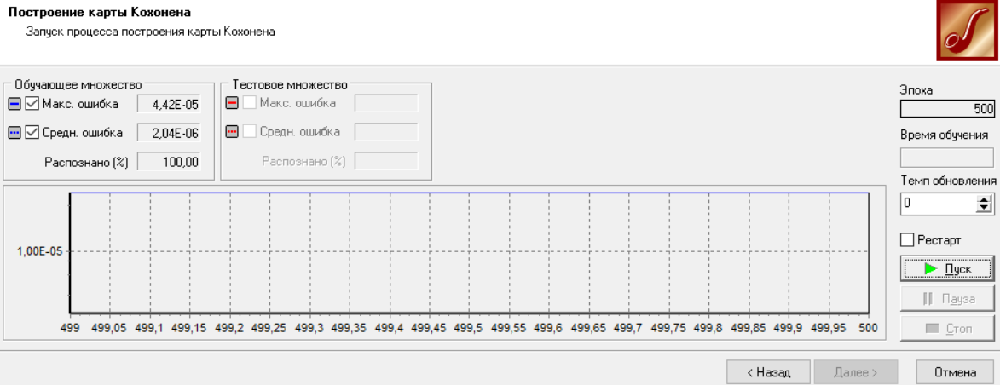 Построение карты Кохонена
Запуск процесса построения карты Кохонена
Обучающее множество
Макс. ошибка 4,42E-05
Средн. ошибка 2,04E-06
Распознано (%) 100,00
Тестовое множество
Макс. ошибка
Средн. ошибка
Распознано (%)
Эпоха
500
Время обучения
Темп обновления
0
Рестарт
Пуск
Пауза
Стоп
1,00E-05
499 499,05 499,1 499,15 499,2 499,25 499,3 499,35 499,4 499,45 499,5 499,55 499,6 499,65 499,7 499,75 499,8 499,85 499,9 499,95 500
< Назад Далее > Отмена